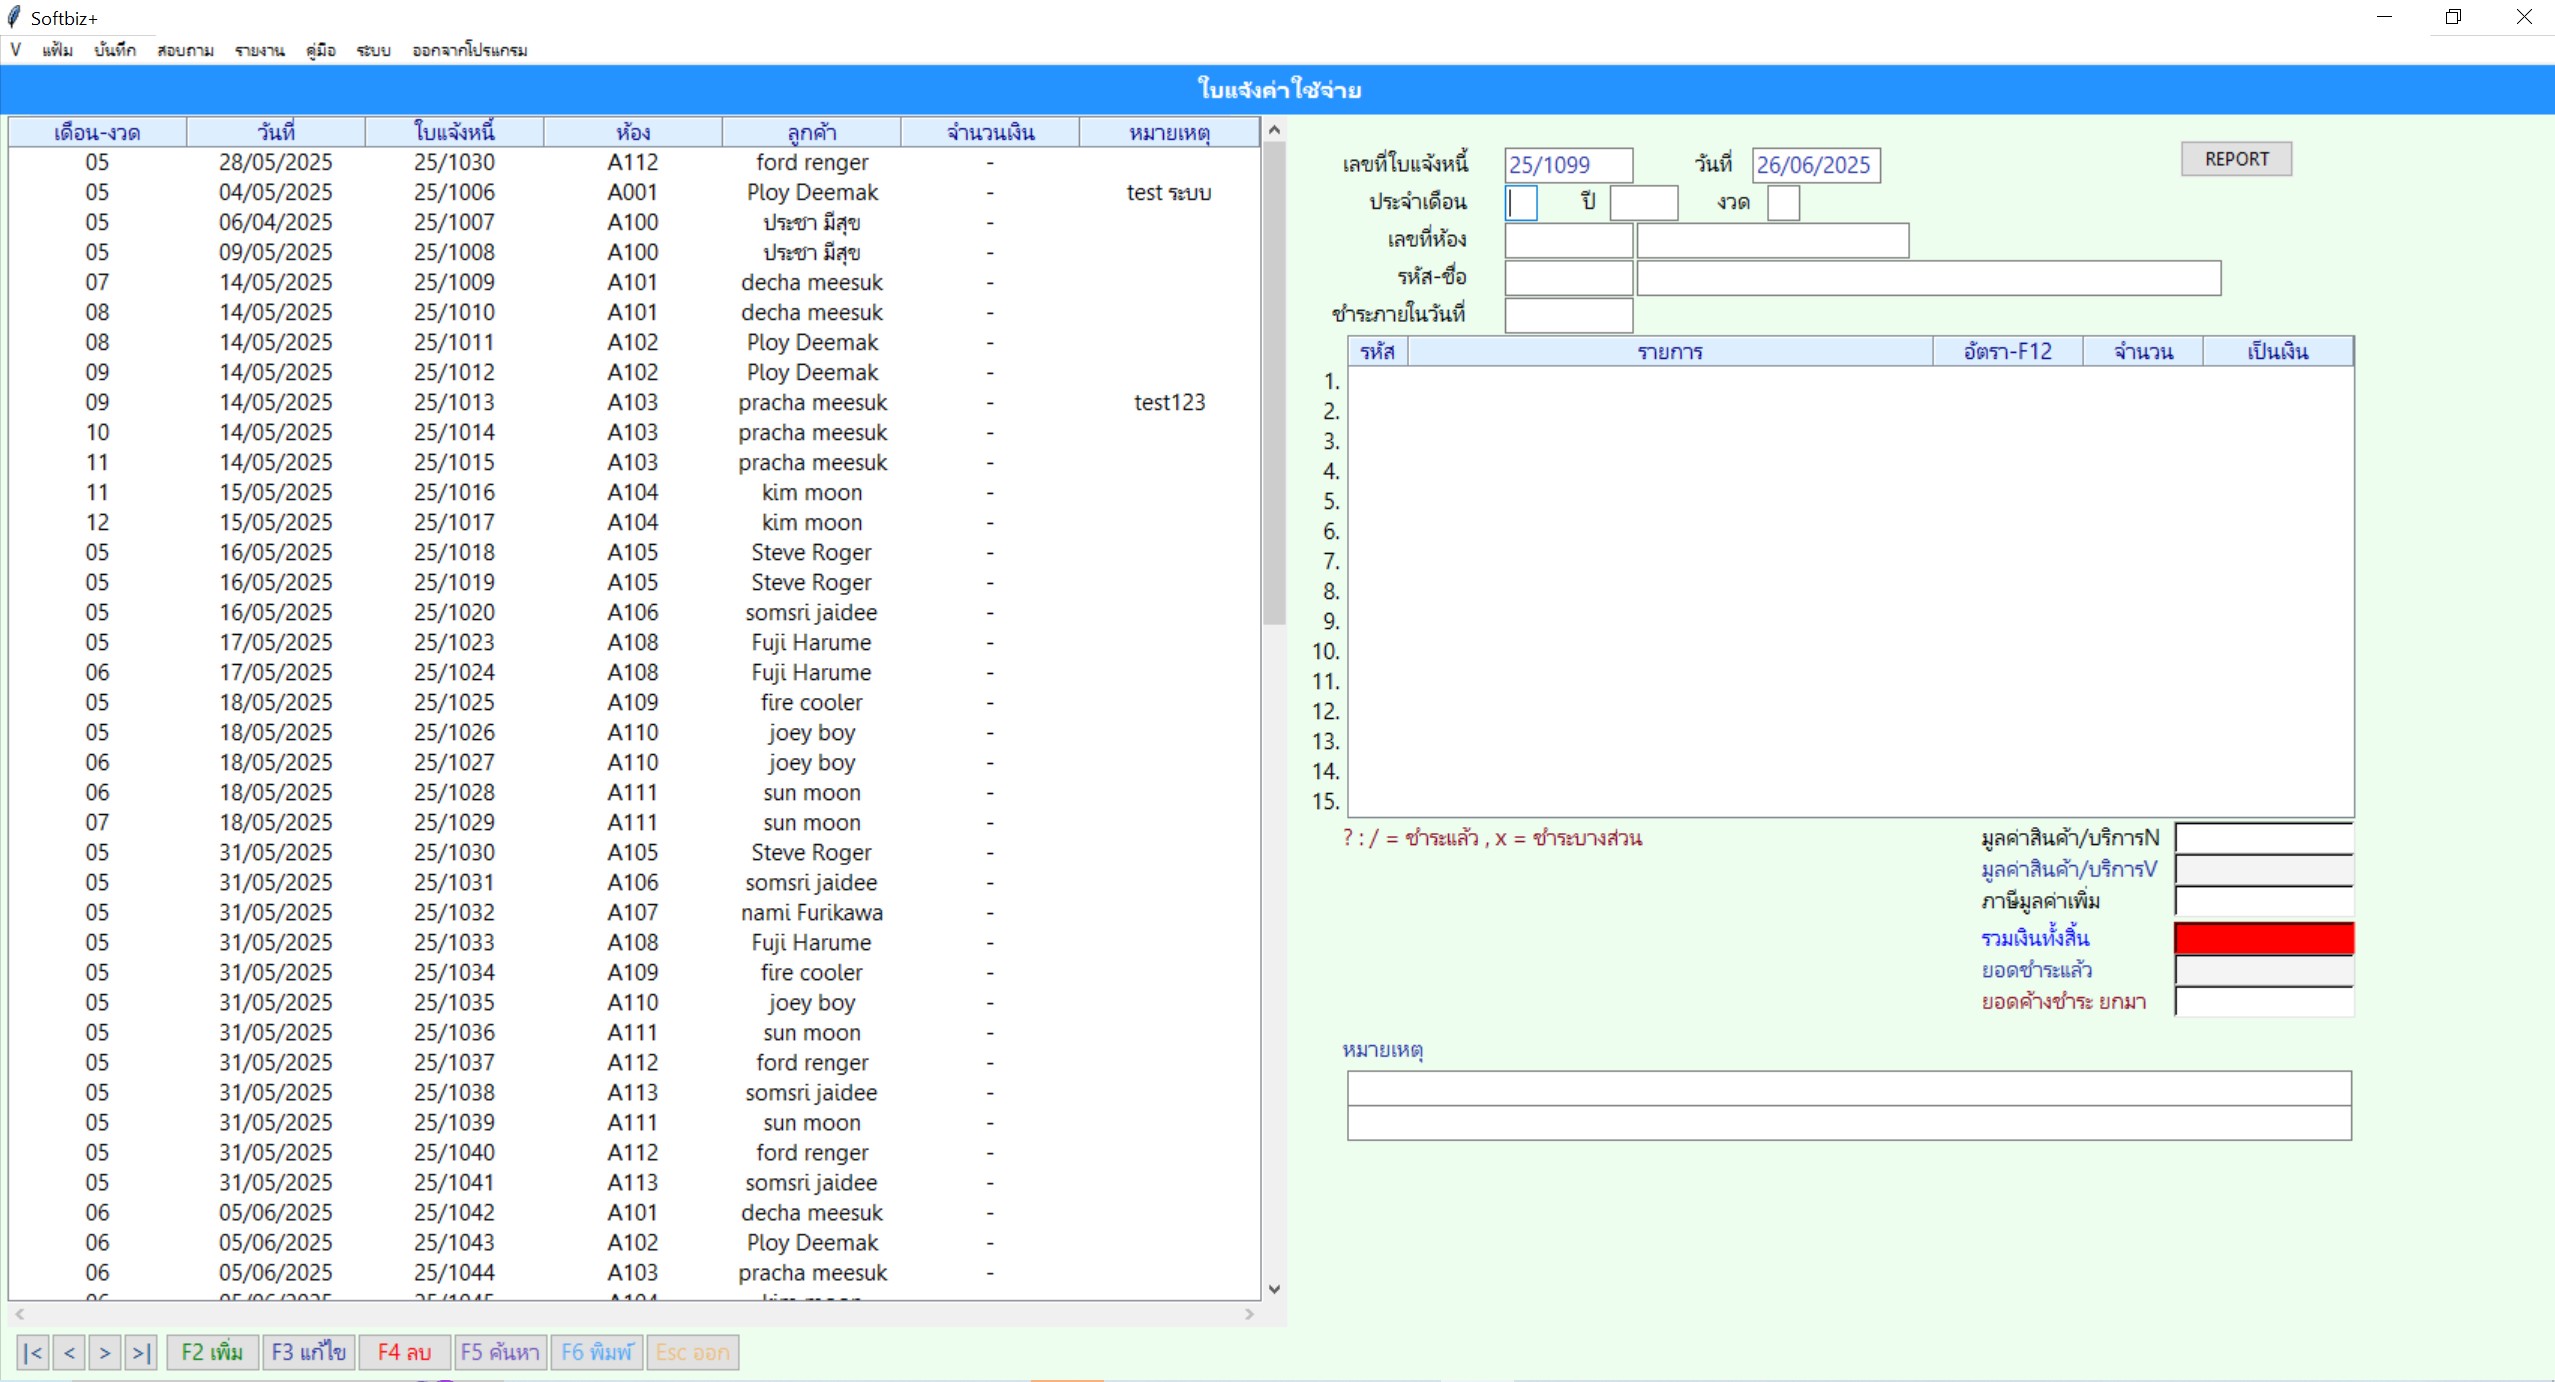 Softbiz+
V แฟ้ม บันทึก สอบถาม รายงาน คู่มือ ระบบ ออกจากโปรแกรม
ใบแจ้งค่าใช้จ่าย
เดือน-งวด วันที่ ใบแจ้งหนี้ ห้อง ลูกค้า จำนวนเงิน หมายเหตุ
05 28/05/2025 25/1030 A112 ford renger -
05 04/05/2025 25/1006 A001 Ploy Deemak - test ระบบ
05 06/04/2025 25/1007 A100 ประชา มีสุข -
05 09/05/2025 25/1008 A100 ประชา มีสุข -
07 14/05/2025 25/1009 A101 decha meesuk -
08 14/05/2025 25/1010 A101 decha meesuk -
08 14/05/2025 25/1011 A102 Ploy Deemak -
09 14/05/2025 25/1012 A102 Ploy Deemak -
09 14/05/2025 25/1013 A103 pracha meesuk - test123
10 14/05/2025 25/1014 A103 pracha meesuk -
11 14/05/2025 25/1015 A103 pracha meesuk -
11 15/05/2025 25/1016 A104 kim moon -
12 15/05/2025 25/1017 A104 kim moon -
05 16/05/2025 25/1018 A105 Steve Roger -
05 16/05/2025 25/1019 A105 Steve Roger -
05 16/05/2025 25/1020 A106 somsri jaidee -
05 17/05/2025 25/1023 A108 Fuji Harume -
06 17/05/2025 25/1024 A108 Fuji Harume -
05 18/05/2025 25/1025 A109 fire cooler -
05 18/05/2025 25/1026 A110 joey boy -
06 18/05/2025 25/1027 A110 joey boy -
06 18/05/2025 25/1028 A111 sun moon -
07 18/05/2025 25/1029 A111 sun moon -
05 31/05/2025 25/1030 A105 Steve Roger -
05 31/05/2025 25/1031 A106 somsri jaidee -
05 31/05/2025 25/1032 A107 nami Furikawa -
05 31/05/2025 25/1033 A108 Fuji Harume -
05 31/05/2025 25/1034 A109 fire cooler -
05 31/05/2025 25/1035 A110 joey boy -
05 31/05/2025 25/1036 A111 sun moon -
05 31/05/2025 25/1037 A112 ford renger -
05 31/05/2025 25/1038 A113 somsri jaidee -
05 31/05/2025 25/1039 A111 sun moon -
05 31/05/2025 25/1040 A112 ford renger -
05 31/05/2025 25/1041 A113 somsri jaidee -
06 05/06/2025 25/1042 A101 decha meesuk -
06 05/06/2025 25/1043 A102 Ploy Deemak -
06 05/06/2025 25/1044 A103 pracha meesuk -
|< < > >| F2 เพิ่ม F3 แก้ไข F4 ลบ F5 ค้นหา F6 พิมพ์ Esc ออก
เลขที่ใบแจ้งหนี้ 25/1099 วันที่ 26/06/2025 REPORT
ประจำเดือน ปี งวด
เลขที่ห้อง
รหัส-ชื่อ
ชำระภายในวันที่
รหัส รายการ อัตรา-F12 จำนวน เป็นเงิน
1.
2.
3.
4.
5.
6.
7.
8.
9.
10.
11.
12.
13.
14.
15.
? : / = ชำระแล้ว , x = ชำระบางส่วน
มูลค่าสินค้า/บริการN
มูลค่าสินค้า/บริการV
ภาษีมูลค่าเพิ่ม
รวมเงินทั้งสิ้น
ยอดชำระแล้ว
ยอดค้างชำระ ยกมา
หมายเหตุ